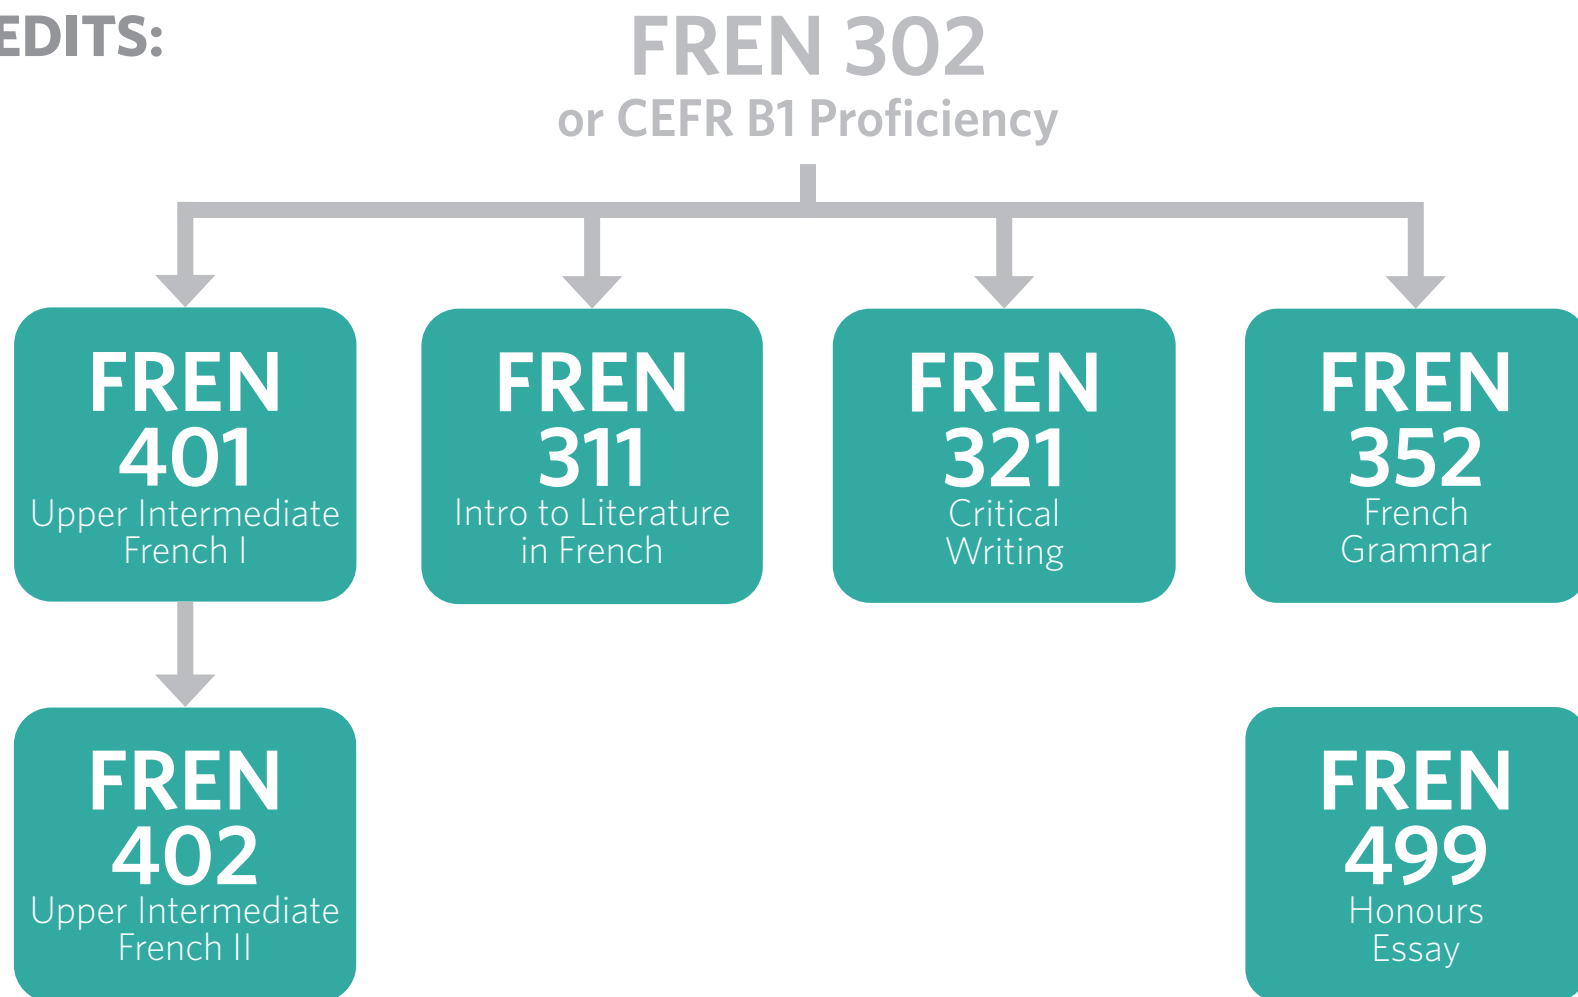 EDITS:
FREN 302
or CEFR B1 Proficiency
FREN
401
Upper Intermediate
French I
FREN
311
Intro to Literature
in French
FREN
321
Critical
Writing
FREN
352
French
Grammar
FREN
402
Upper Intermediate
French II
FREN
499
Honours
Essay